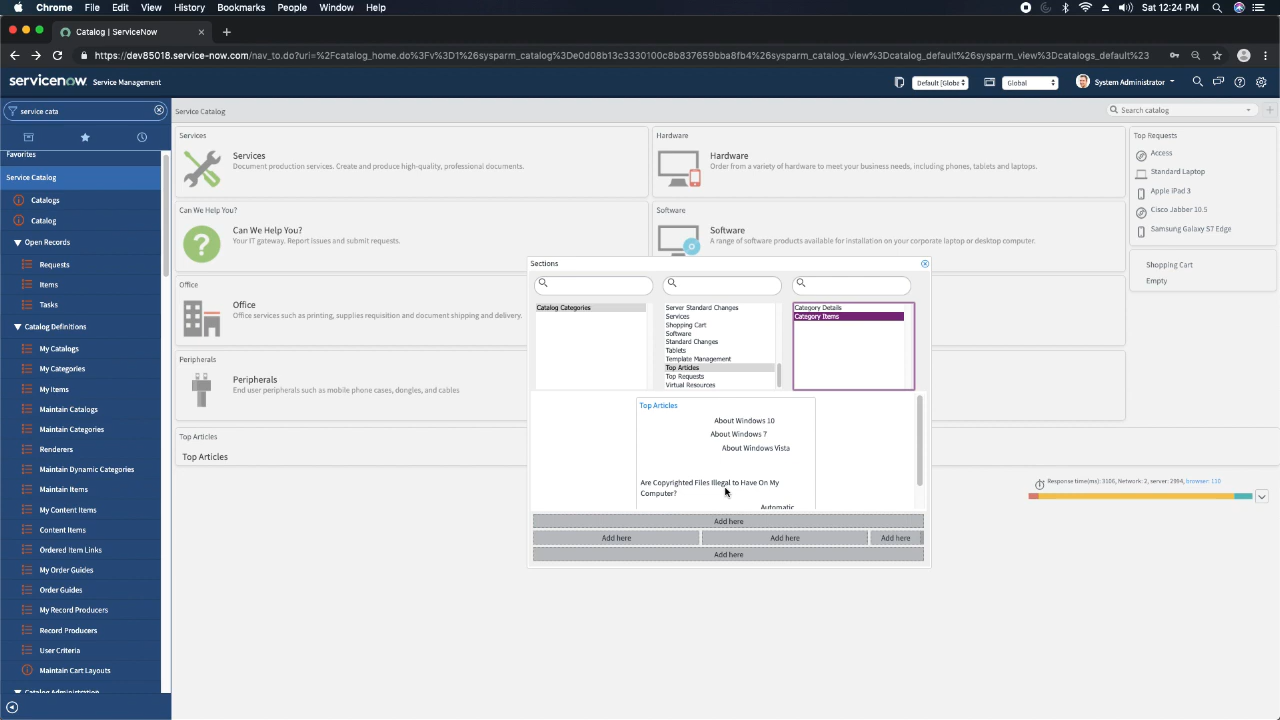 Chrome File Edit View History Bookmarks People Window Help
Sat 12:24 PM
Catalog | ServiceNow
https://dev85018.service-now.com/nav_to.do?uri=%2Fcatalog_home.do%3Fv%3D1%26sysparm_catalog%3De0d08b13c3330100c8b837659bba8fb4%26sysparm_catalog_view%3Dcatalog_default%26sysparm_view%3Dcatalogs_default%23
servicenow Service Management
Default [Globa
Global
System Administrator
service cata
Service Catalog
Search catalog
Favorites
Service Catalog
Catalogs
Catalog
Open Records
Requests
Items
Tasks
Catalog Definitions
My Catalogs
My Categories
My Items
Maintain Catalogs
Maintain Categories
Renderers
Maintain Dynamic Categories
Maintain Items
My Content Items
Content Items
Ordered Item Links
My Order Guides
Order Guides
My Record Producers
Record Producers
User Criteria
Maintain Cart Layouts
Catalog Administration
Services
Services
Document production services. Create and produce high-quality, professional documents.
Can We Help You?
Can We Help You?
Your IT gateway. Report issues and submit requests.
Office
Office
Office services such as printing, supplies requisition and document shipping and delivery.
Peripherals
Peripherals
End user peripherals such as mobile phone cases, dongles, and cables
Top Articles
Top Articles
Hardware
Hardware
Order from a variety of hardware to meet your business needs, including phones, tablets and laptops.
Software
Software
A range of software products available for installation on your corporate laptop or desktop computer.
Top Requests
Access
Standard Laptop
Apple iPad 3
Cisco Jabber 10.5
Samsung Galaxy S7 Edge
Shopping Cart
Empty
Response time(ms): 3106, Network: 2, server: 2994, browser: 110
Sections
Catalog Categories
Server Standard Changes
Services
Shopping Cart
Software
Standard Changes
Tablets
Template Management
Top Articles
Top Requests
Virtual Resources
Category Details
Category Items
Top Articles
About Windows 10
About Windows 7
About Windows Vista
Are Copyrighted Files Illegal to Have On My
Computer?
Automatic
Add here
Add here Add here Add here
Add here